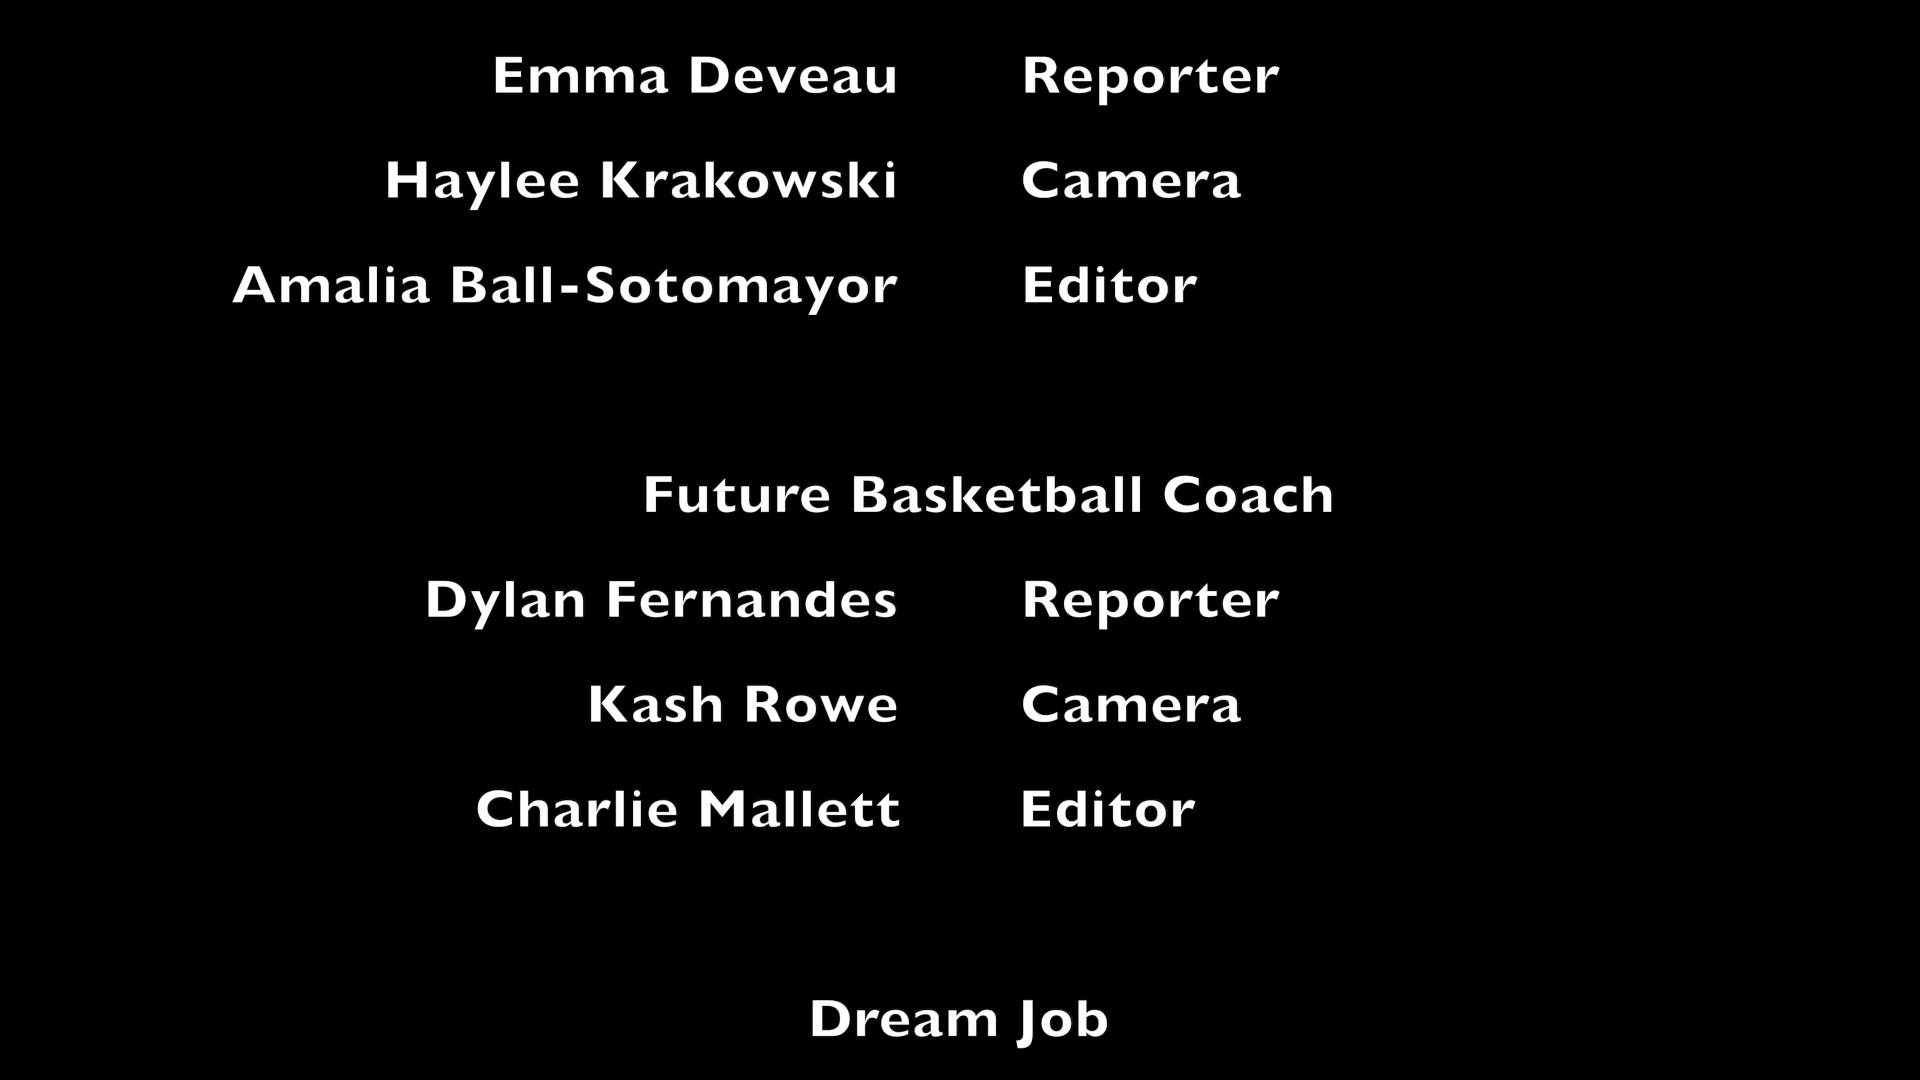 Emma Deveau Reporter
Haylee Krakowski Camera
Amalia Ball-Sotomayor Editor
Future Basketball Coach
Dylan Fernandes Reporter
Kash Rowe Camera
Charlie Mallett Editor
Dream Job